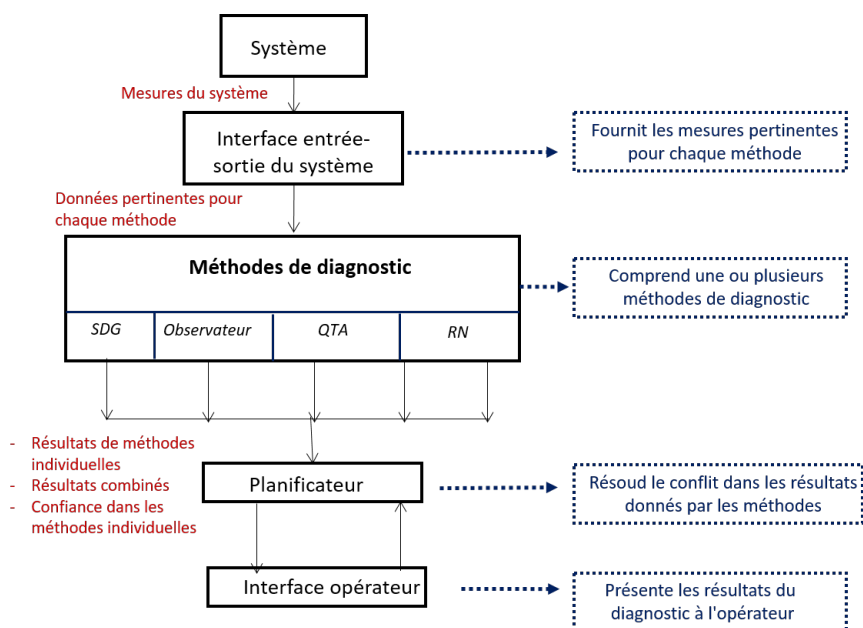 Système
Mesures du système
Interface entrée-
sortie du système
Fournit les mesures pertinentes
pour chaque méthode
Données pertinentes pour
chaque méthode
Méthodes de diagnostic
Comprend une ou plusieurs
méthodes de diagnostic
SDG
Observateur
QTA
RN
- Résultats de méthodes
individuelles
- Résultats combinés
- Confiance dans les
méthodes individuelles
Planificateur
Résoud le conflit dans les résultats
donnés par les méthodes
Interface opérateur
Présente les résultats du
diagnostic à l'opérateur